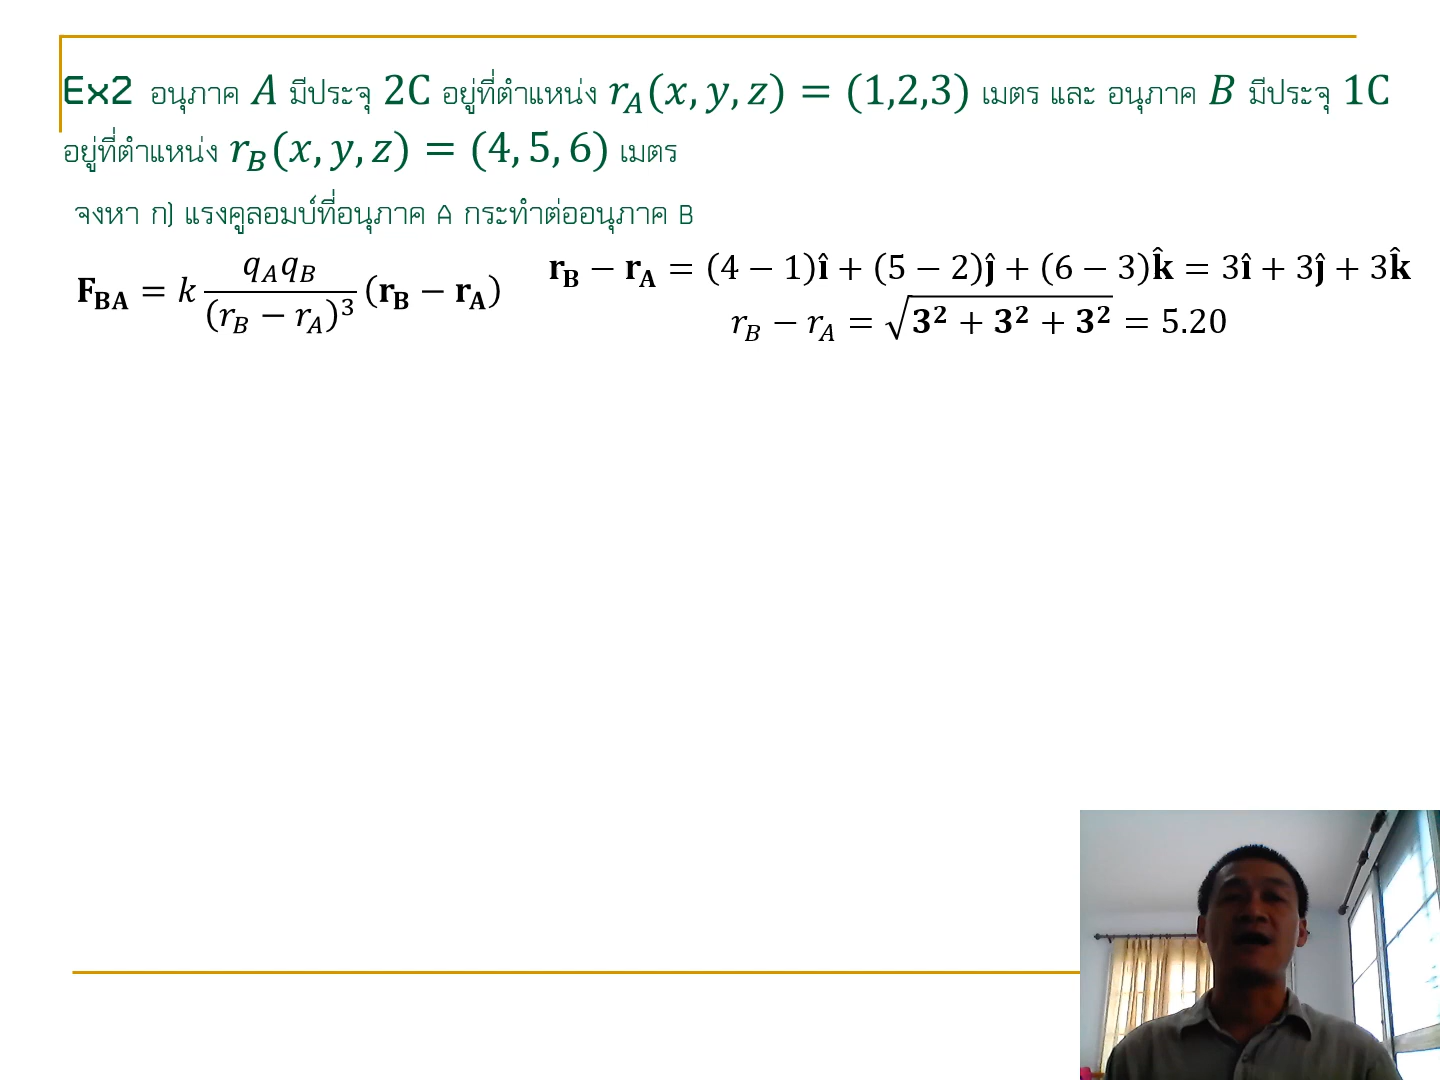 Ex2 อนุภาค A มีประจุ 2C อยู่ที่ตำแหน่ง r_A(x, y, z) = (1,2,3) เมตร และ อนุภาค B มีประจุ 1C
อยู่ที่ตำแหน่ง r_B(x, y, z) = (4, 5, 6) เมตร
จงหา ก) แรงคูลอมบ์ที่อนุภาค A กระทำต่ออนุภาค B
F_BA = k q_A q_B / (r_B − r_A)³ (r_B − r_A)
r_B − r_A = (4 − 1)î + (5 − 2)ĵ + (6 − 3)k̂ = 3î + 3ĵ + 3k̂
r_B − r_A = √(3² + 3² + 3²) = 5.20